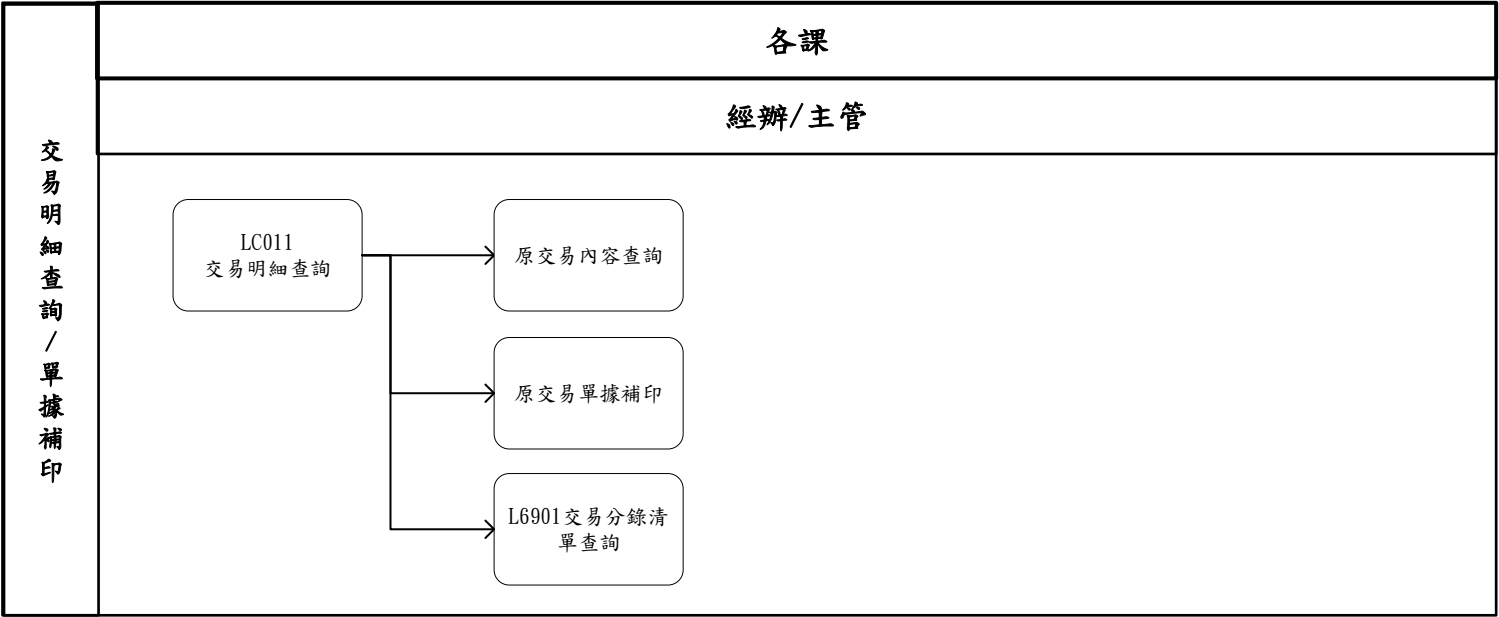 各課
經辦/主管
交易明細查詢/單據補印
LC011
交易明細查詢
原交易內容查詢
原交易單據補印
L6901交易分錄清
單查詢